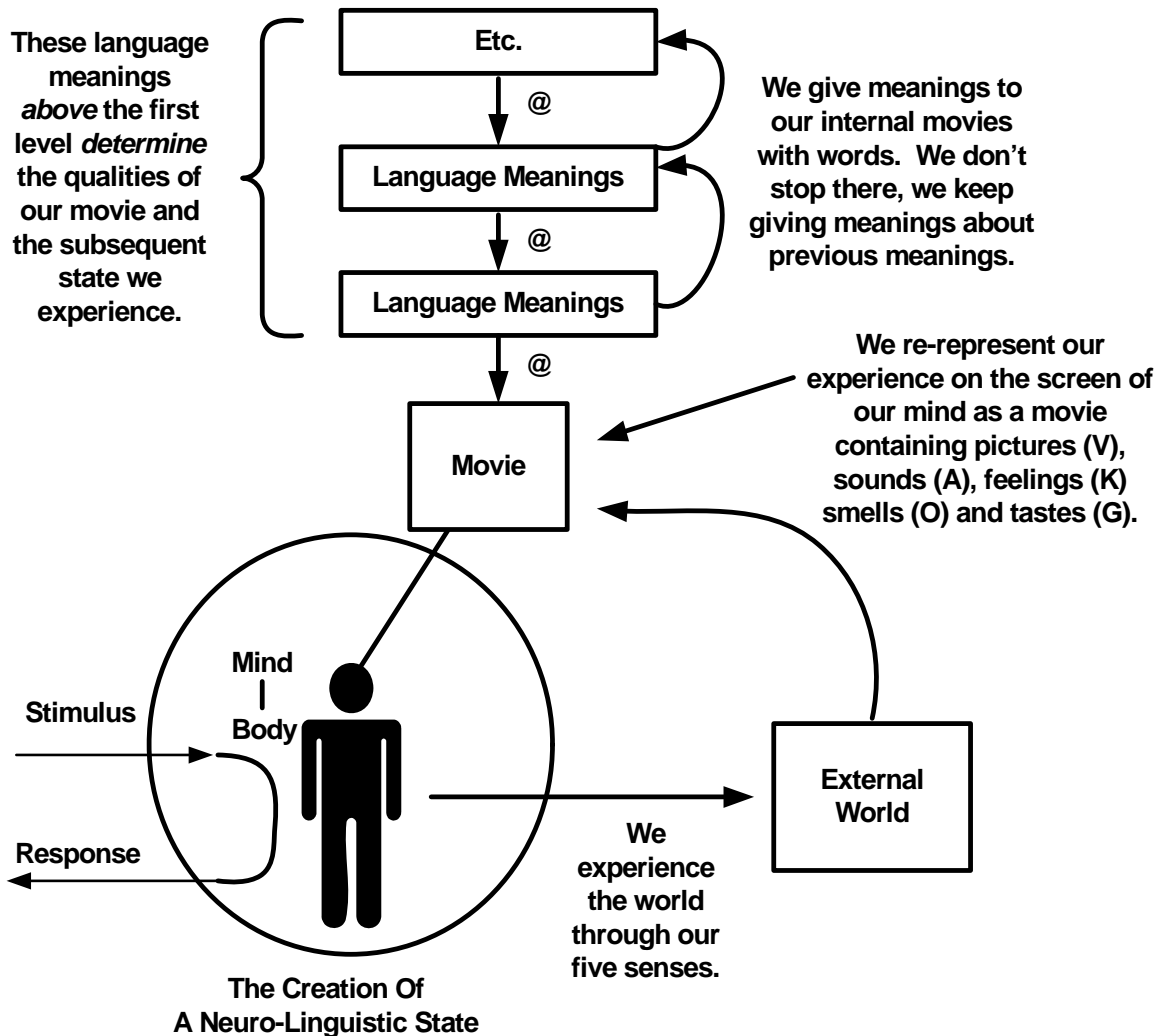 These language
meanings
above the first
level determine
the qualities of
our movie and
the subsequent
state we
experience.
Etc.
@
Language Meanings
@
Language Meanings
@
We give meanings to
our internal movies
with words.  We don’t
stop there, we keep
giving meanings about
previous meanings.
We re-represent our
experience on the screen of
our mind as a movie
containing pictures (V),
sounds (A), feelings (K)
smells (O) and tastes (G).
Movie
Mind
Body
Stimulus
Response
External
World
We
experience
the world
through our
five senses.
The Creation Of
A Neuro-Linguistic State